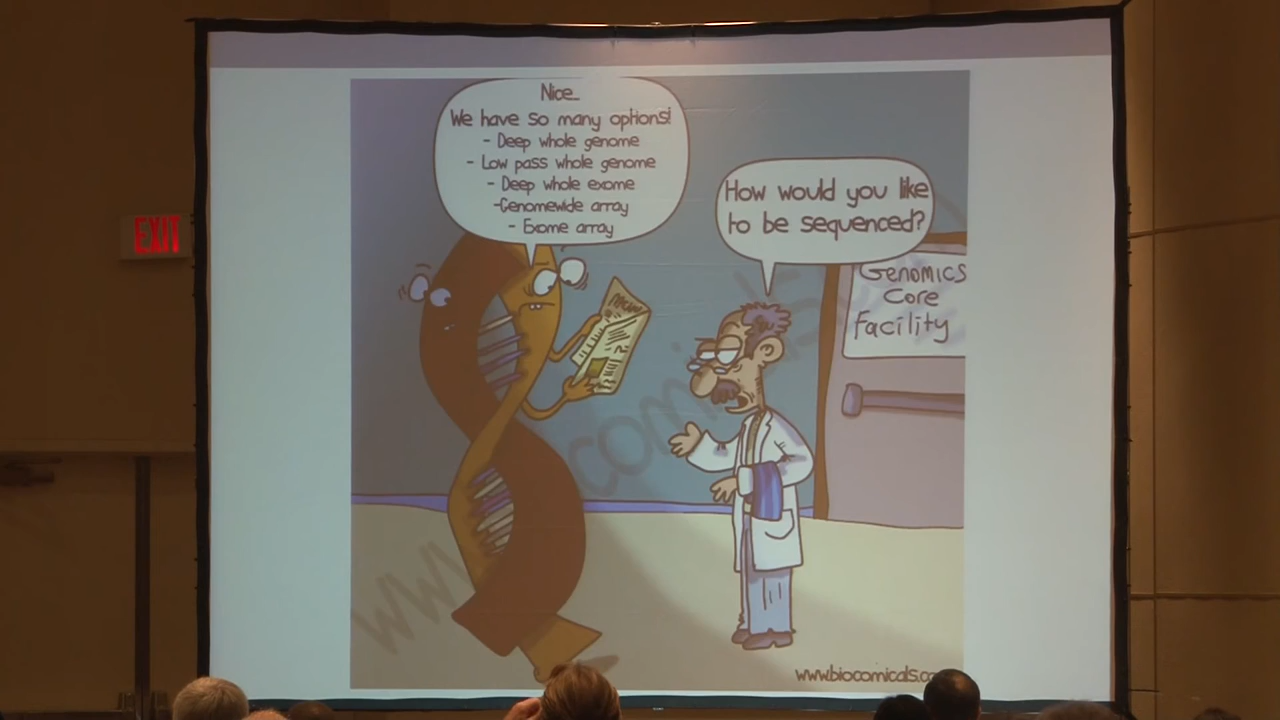 Nice...
We have so many options!
- Deep whole genome
- Low pass whole genome
- Deep whole exome
-Genomewide array
- Exome array
How would you like
to be sequenced?
EXIT
Genomics
Core
Facility
www.biocomicals.co